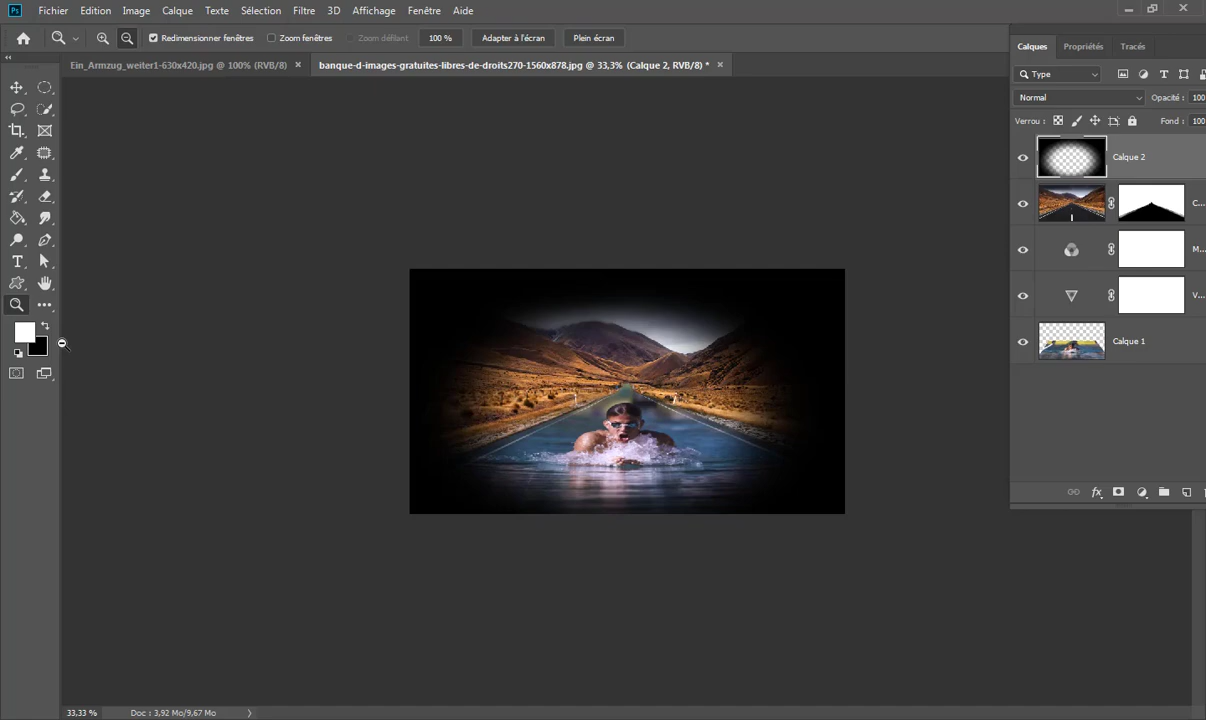 Ps Fichier Edition Image Calque Texte Sélection Filtre 3D Affichage Fenêtre Aide
Redimensionner fenêtres Zoom fenêtres Zoom défilant 100 % Adapter à l'écran Plein écran
Ein_Armzug_weiter1-630x420.jpg @ 100% (RVB/8) × banque-d-images-gratuites-libres-de-droits270-1560x878.jpg @ 33,3% (Calque 2, RVB/8) * ×
Calques Propriétés Tracés
Type
Normal Opacité : 100
Verrou : Fond : 100
Calque 2
C...
M...
V...
Calque 1
fx
33,33 % Doc : 3,92 Mo/9,67 Mo